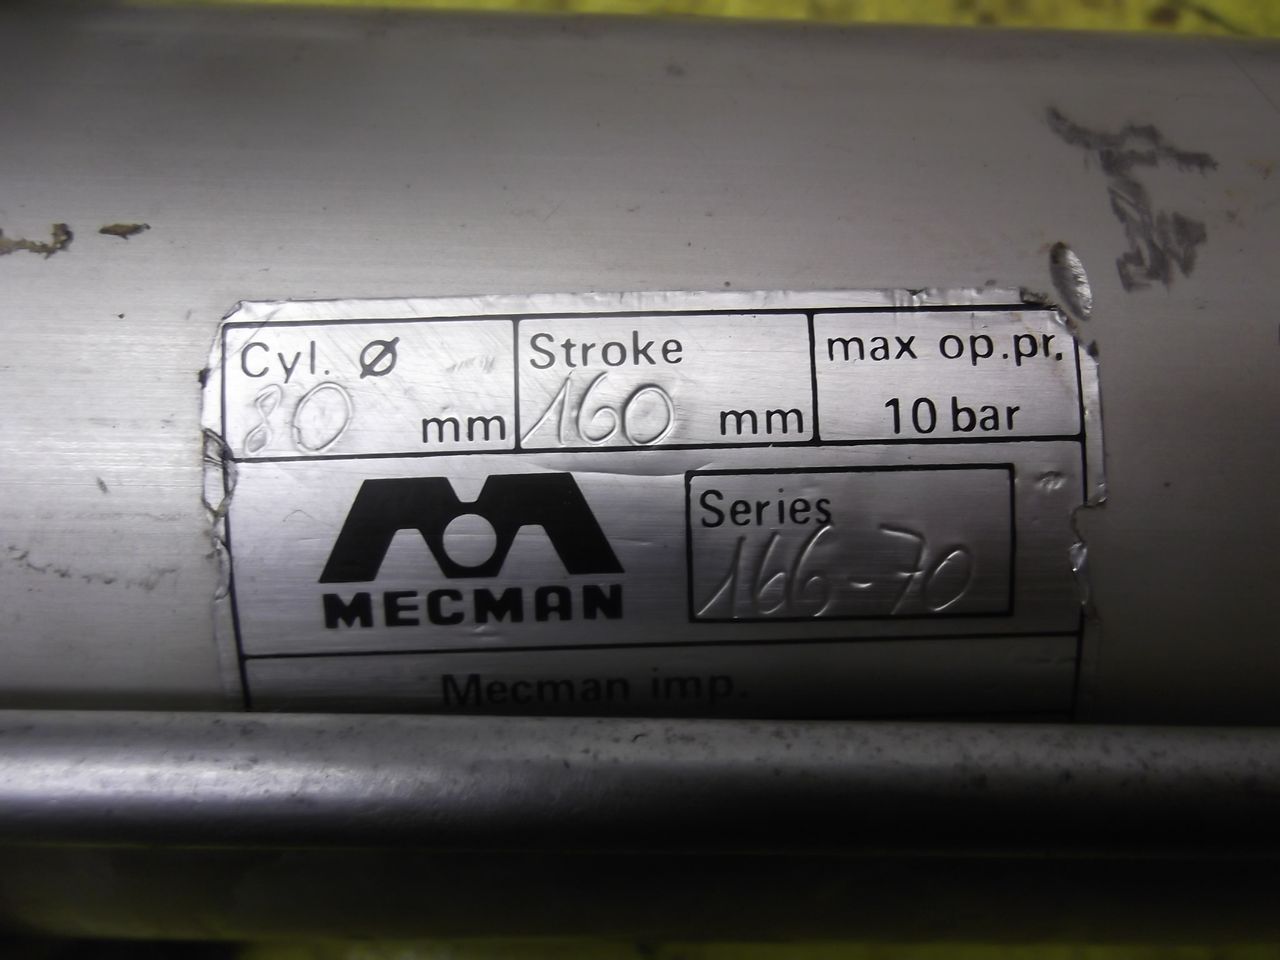 Cyl. Ø Stroke max op.pr.
80 mm 160 mm 10 bar
Series
166-70
MECMAN
Mecman imp.